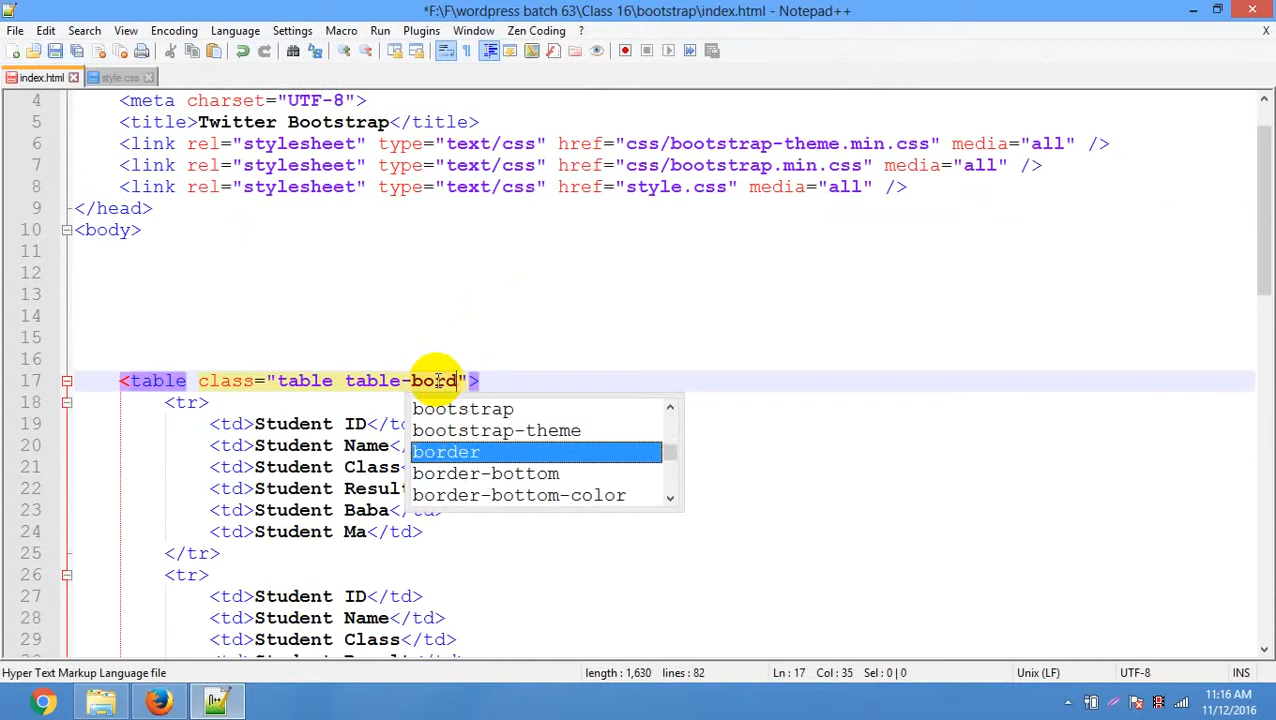 *F:\F\wordpress batch 63\Class 16\bootstrap\index.html - Notepad++
File Edit Search View Encoding Language Settings Macro Run Plugins Window Zen Coding ? X
index.html style.css
4 <meta charset="UTF-8">
5 <title>Twitter Bootstrap</title>
6 <link rel="stylesheet" type="text/css" href="css/bootstrap-theme.min.css" media="all" />
7 <link rel="stylesheet" type="text/css" href="css/bootstrap.min.css" media="all" />
8 <link rel="stylesheet" type="text/css" href="style.css" media="all" />
9 </head>
10 <body>
11
12
13
14
15
16
17 <table class="table table-bord">
18 <tr>
bootstrap
19 <td>Student ID</td
bootstrap-theme
20 <td>Student Name<
border
21 <td>Student Class
border-bottom
22 <td>Student Resul
border-bottom-color
23 <td>Student Baba</td>
24 <td>Student Ma</td>
25 </tr>
26 <tr>
27 <td>Student ID</td>
28 <td>Student Name</td>
29 <td>Student Class</td>
Hyper Text Markup Language file length : 1,630 lines : 82 Ln : 17 Col : 35 Sel : 0 | 0 Unix (LF) UTF-8 INS
11:16 AM
11/12/2016